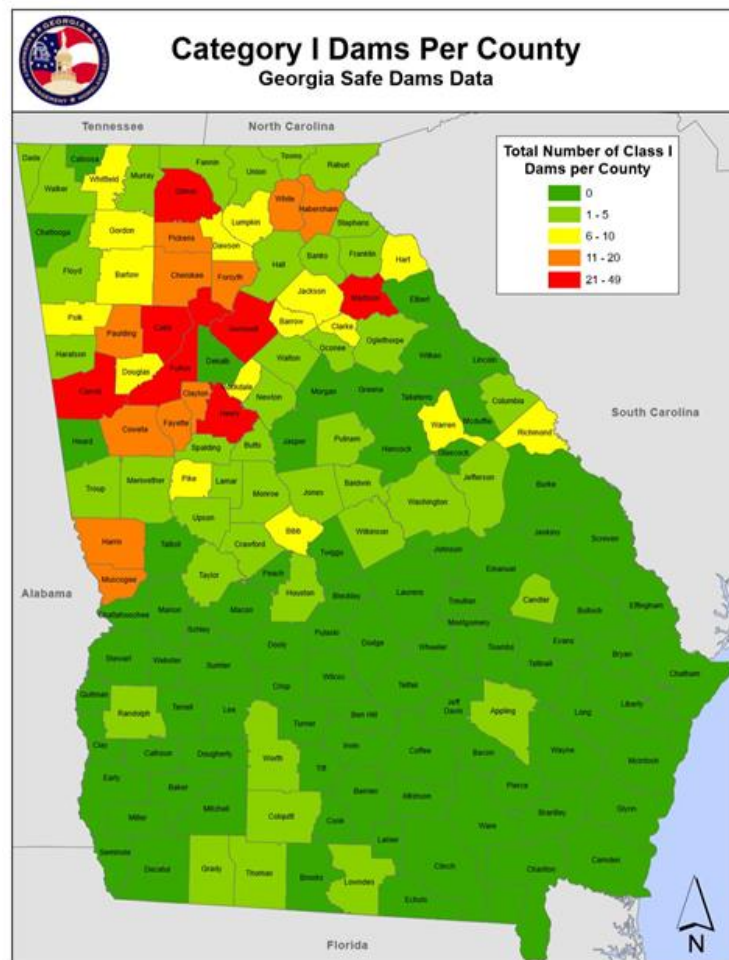 GEORGIA
Category I Dams Per County
Georgia Safe Dams Data
Tennessee
North Carolina
Total Number of Class I
Dams per County
0
1 - 5
6 - 10
11 - 20
21 - 49
Dade
Catoosa
Whitfield
Murray
Fannin
Union
Towns
Rabun
Walker
Gilmer
White
Habersham
Lumpkin
Stephens
Chattooga
Gordon
Pickens
Dawson
Banks
Franklin
Hart
Floyd
Bartow
Cherokee
Forsyth
Hall
Jackson
Madison
Elbert
Polk
Paulding
Cobb
Gwinnett
Barrow
Clarke
Oglethorpe
Haralson
Douglas
Fulton
Dekalb
Walton
Oconee
Wilkes
Lincoln
Carroll
Clayton
Newton
Morgan
Greene
Taliaferro
Columbia
South Carolina
Heard
Coweta
Fayette
Henry
Jasper
Putnam
Hancock
Warren
Mcduffie
Richmond
Spalding
Butts
Glascock
Troup
Meriwether
Pike
Lamar
Monroe
Jones
Baldwin
Washington
Jefferson
Burke
Upson
Bibb
Wilkinson
Jenkins
Screven
Harris
Talbot
Crawford
Twiggs
Johnson
Emanuel
Muscogee
Taylor
Peach
Houston
Bleckley
Laurens
Treutlen
Candler
Bulloch
Effingham
Alabama
Chattahoochee
Marion
Macon
Schley
Dooly
Pulaski
Dodge
Wheeler
Montgomery
Toombs
Evans
Tattnall
Bryan
Chatham
Stewart
Webster
Sumter
Crisp
Wilcox
Telfair
Quitman
Randolph
Terrell
Lee
Turner
Ben Hill
Jeff
Davis
Appling
Long
Liberty
Clay
Calhoun
Dougherty
Worth
Irwin
Coffee
Bacon
Wayne
Mcintosh
Early
Baker
Tift
Pierce
Miller
Mitchell
Colquitt
Cook
Berrien
Atkinson
Ware
Brantley
Glynn
Lanier
Seminole
Decatur
Grady
Thomas
Brooks
Lowndes
Clinch
Charlton
Camden
Echols
Florida
N